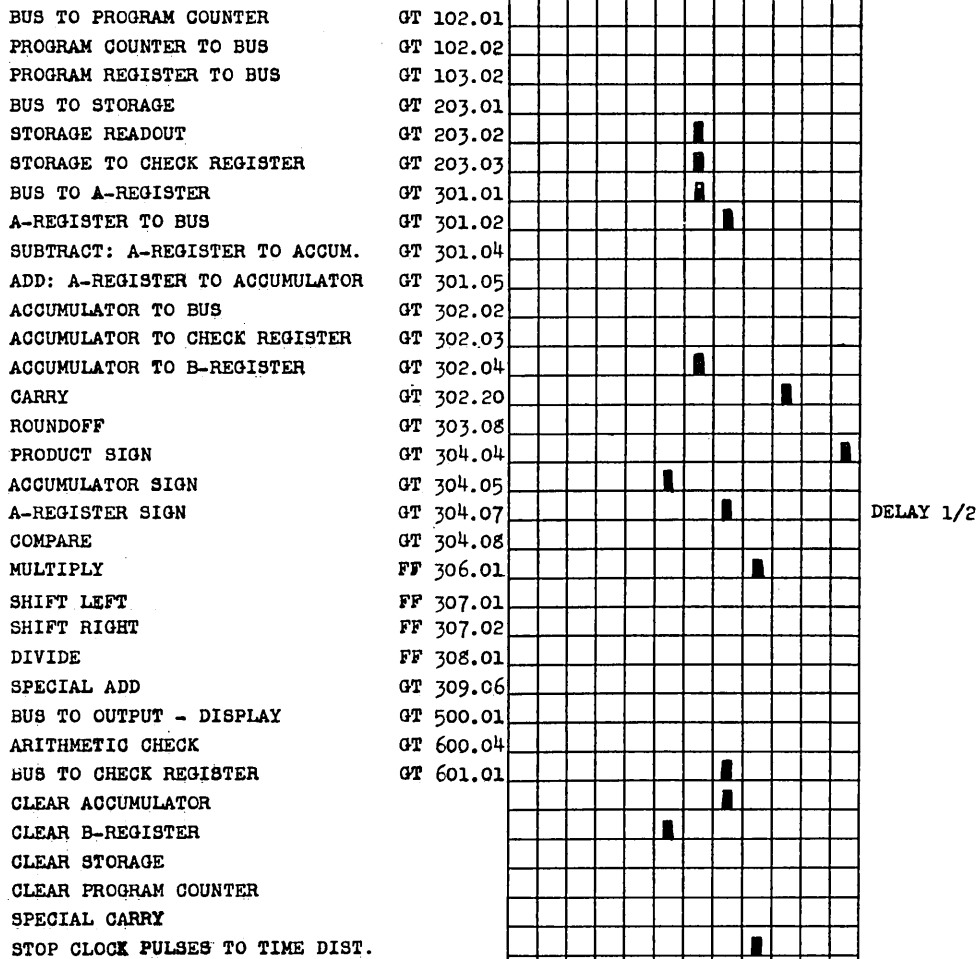 BUS TO PROGRAM COUNTER GT 102.01
PROGRAM COUNTER TO BUS GT 102.02
PROGRAM REGISTER TO BUS GT 103.02
BUS TO STORAGE GT 203.01
STORAGE READOUT GT 203.02
STORAGE TO CHECK REGISTER GT 203.03
BUS TO A-REGISTER GT 301.01
A-REGISTER TO BUS GT 301.02
SUBTRACT: A-REGISTER TO ACCUM. GT 301.04
ADD: A-REGISTER TO ACCUMULATOR GT 301.05
ACCUMULATOR TO BUS GT 302.02
ACCUMULATOR TO CHECK REGISTER GT 302.03
ACCUMULATOR TO B-REGISTER GT 302.04
CARRY GT 302.20
ROUNDOFF GT 303.08
PRODUCT SIGN GT 304.04
ACCUMULATOR SIGN GT 304.05
A-REGISTER SIGN GT 304.07 DELAY 1/2
COMPARE GT 304.08
MULTIPLY FF 306.01
SHIFT LEFT FF 307.01
SHIFT RIGHT FF 307.02
DIVIDE FF 308.01
SPECIAL ADD GT 309.06
BUS TO OUTPUT - DISPLAY GT 500.01
ARITHMETIC CHECK GT 600.04
BUS TO CHECK REGISTER GT 601.01
CLEAR ACCUMULATOR
CLEAR B-REGISTER
CLEAR STORAGE
CLEAR PROGRAM COUNTER
SPECIAL CARRY
STOP CLOCK PULSES TO TIME DIST.